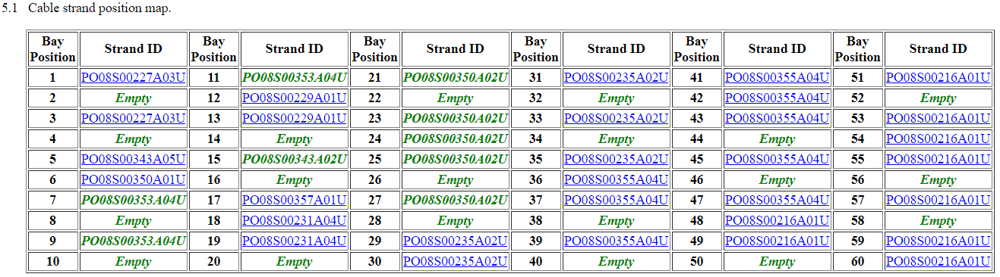 5.1 Cable strand position map.
Bay Position Strand ID Bay Position Strand ID Bay Position Strand ID Bay Position Strand ID Bay Position Strand ID Bay Position Strand ID
1 PO08S00227A03U 11 PO08S00353A04U 21 PO08S00350A02U 31 PO08S00235A02U 41 PO08S00355A04U 51 PO08S00216A01U
2 Empty 12 PO08S00229A01U 22 Empty 32 Empty 42 PO08S00355A04U 52 Empty
3 PO08S00227A03U 13 PO08S00229A01U 23 PO08S00350A02U 33 PO08S00235A02U 43 PO08S00355A04U 53 PO08S00216A01U
4 Empty 14 Empty 24 PO08S00350A02U 34 Empty 44 Empty 54 PO08S00216A01U
5 PO08S00343A05U 15 PO08S00343A02U 25 PO08S00350A02U 35 PO08S00235A02U 45 PO08S00355A04U 55 PO08S00216A01U
6 PO08S00350A01U 16 Empty 26 Empty 36 PO08S00355A04U 46 Empty 56 Empty
7 PO08S00353A04U 17 PO08S00357A01U 27 PO08S00350A02U 37 PO08S00355A04U 47 PO08S00355A04U 57 PO08S00216A01U
8 Empty 18 PO08S00231A04U 28 Empty 38 Empty 48 PO08S00216A01U 58 Empty
9 PO08S00353A04U 19 PO08S00231A04U 29 PO08S00235A02U 39 PO08S00355A04U 49 PO08S00216A01U 59 PO08S00216A01U
10 Empty 20 Empty 30 PO08S00235A02U 40 Empty 50 Empty 60 PO08S00216A01U